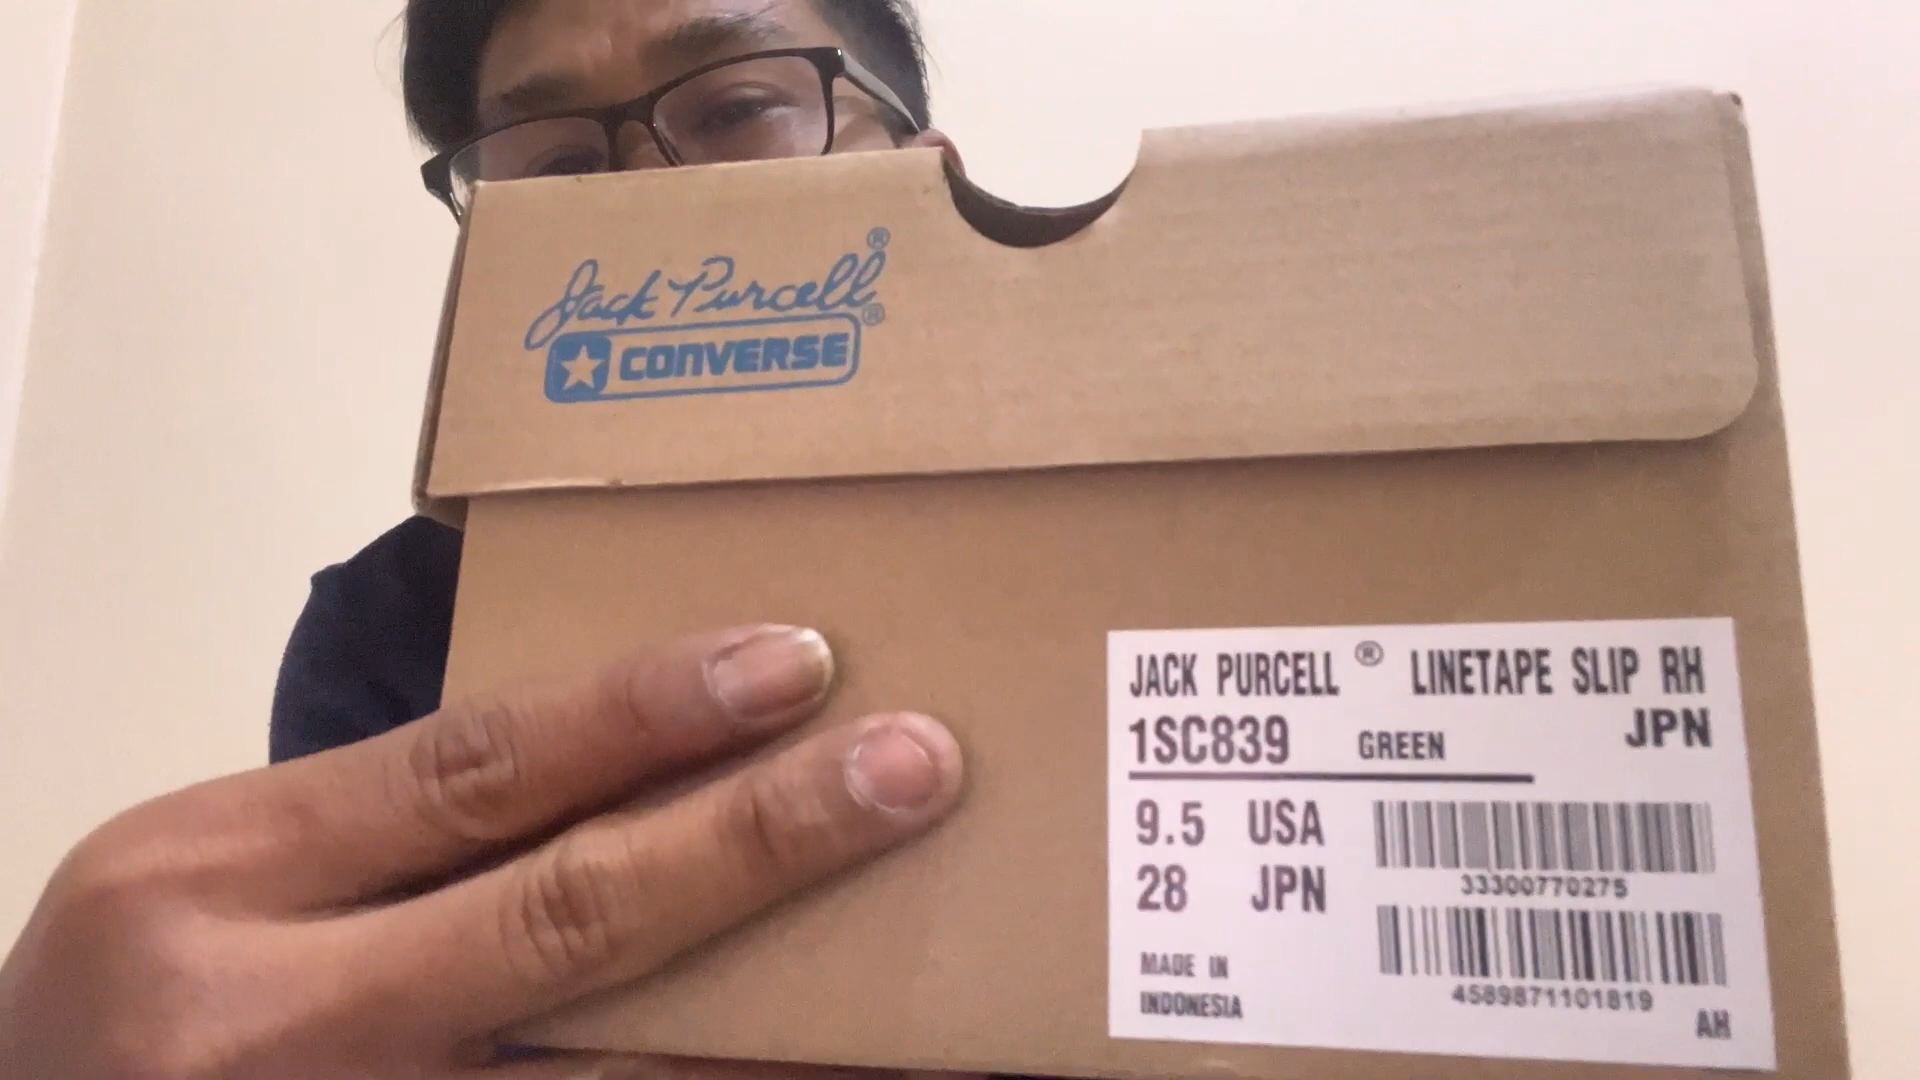 Jack Purcell®
CONVERSE®
JACK PURCELL® LINETAPE SLIP RH
1SC839 GREEN JPN
9.5 USA
28 JPN
33300770275
4589871101819
MADE IN
INDONESIA
AH